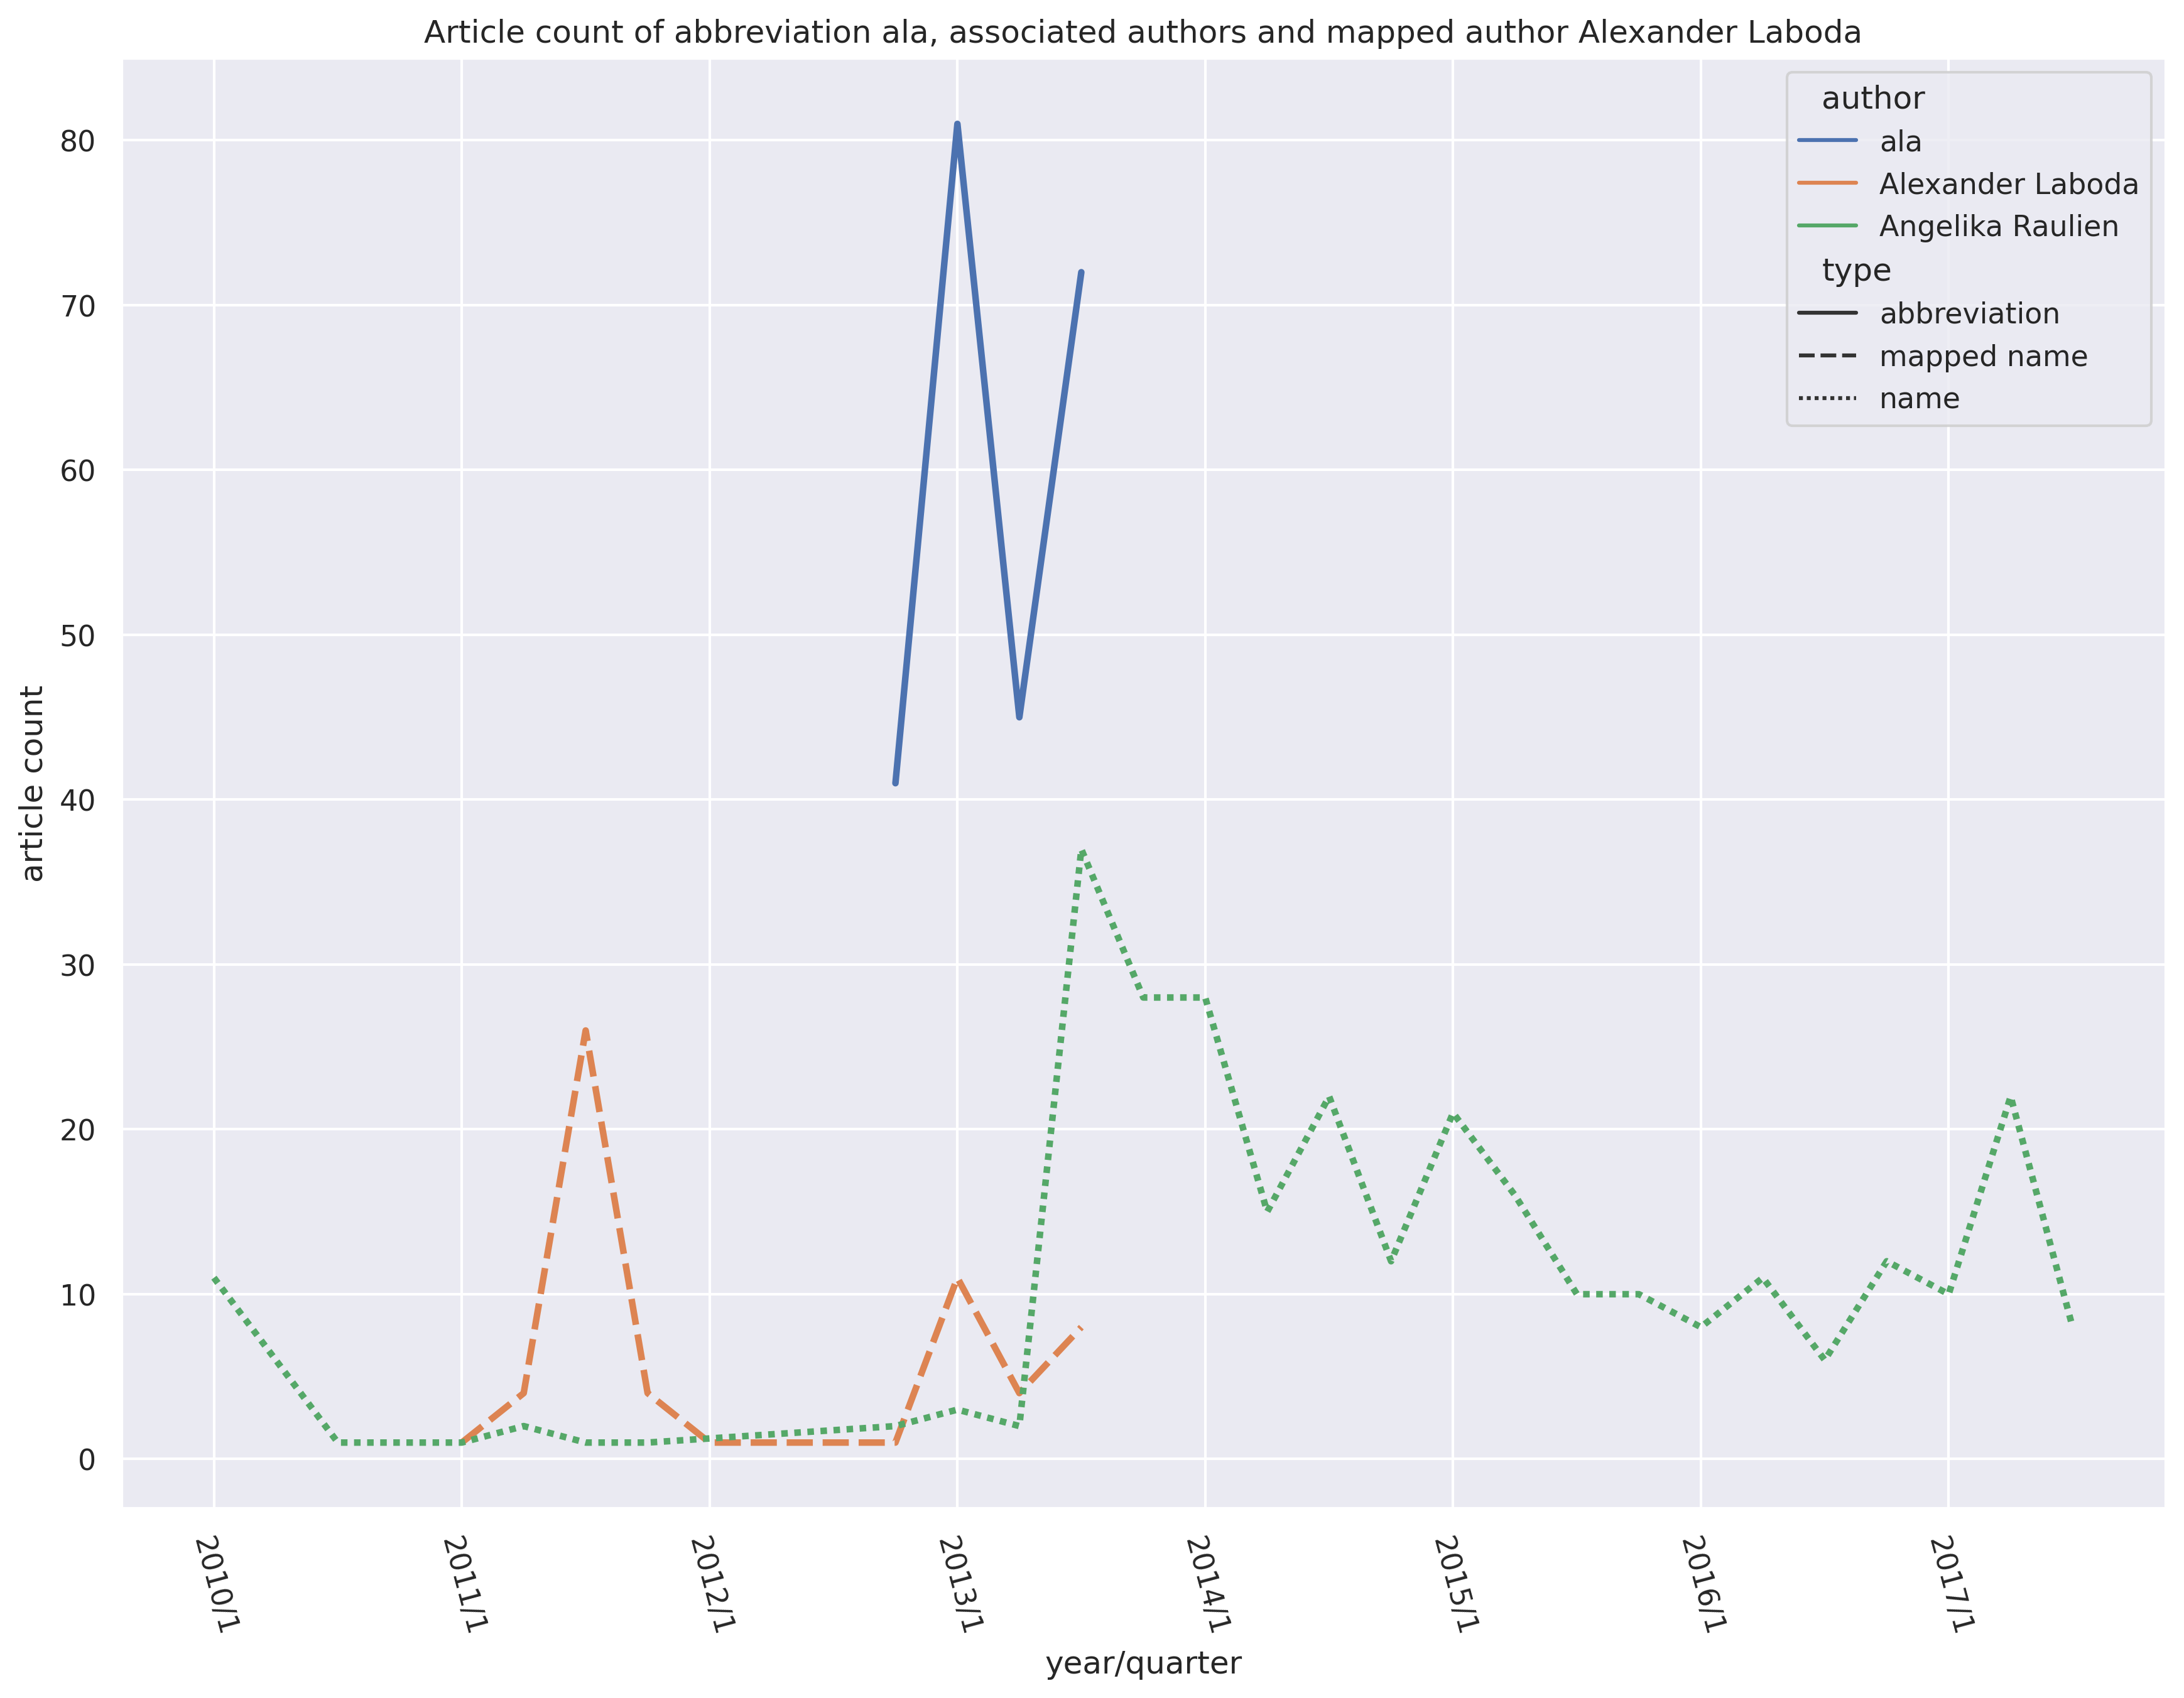 Article count of abbreviation ala, associated authors and mapped author Alexander Laboda
author
ala
Alexander Laboda
Angelika Raulien
type
abbreviation
mapped name
name
article count
80
70
60
50
40
30
20
10
0
2010/1
2011/1
2012/1
2013/1
2014/1
2015/1
2016/1
2017/1
year/quarter